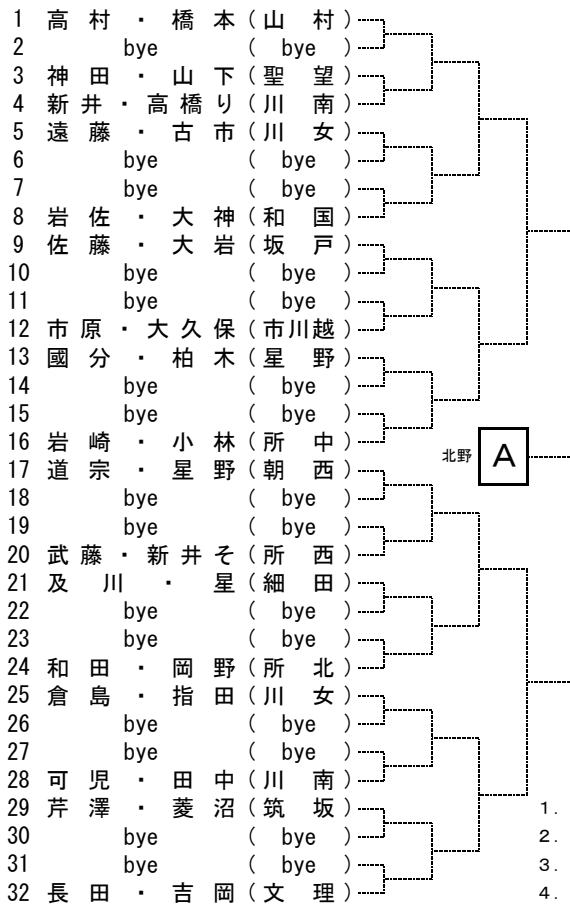 1 高村・橋本(山村)
2 bye (bye)
3 神田・山下(聖望)
4 新井・高橋り(川南)
5 遠藤・古市(川女)
6 bye (bye)
7 bye (bye)
8 岩佐・大神(和国)
9 佐藤・大岩(坂戸)
10 bye (bye)
11 bye (bye)
12 市原・大久保(市川越)
13 國分・柏木(星野)
14 bye (bye)
15 bye (bye)
16 岩崎・小林(所中)
北野 A
17 道宗・星野(朝西)
18 bye (bye)
19 bye (bye)
20 武藤・新井そ(所西)
21 及川・星(細田)
22 bye (bye)
23 bye (bye)
24 和田・岡野(所北)
25 倉島・指田(川女)
26 bye (bye)
27 bye (bye)
28 可児・田中(川南)
29 芹澤・菱沼(筑坂) 1.
30 bye (bye) 2.
31 bye (bye) 3.
32 長田・吉岡(文理) 4.